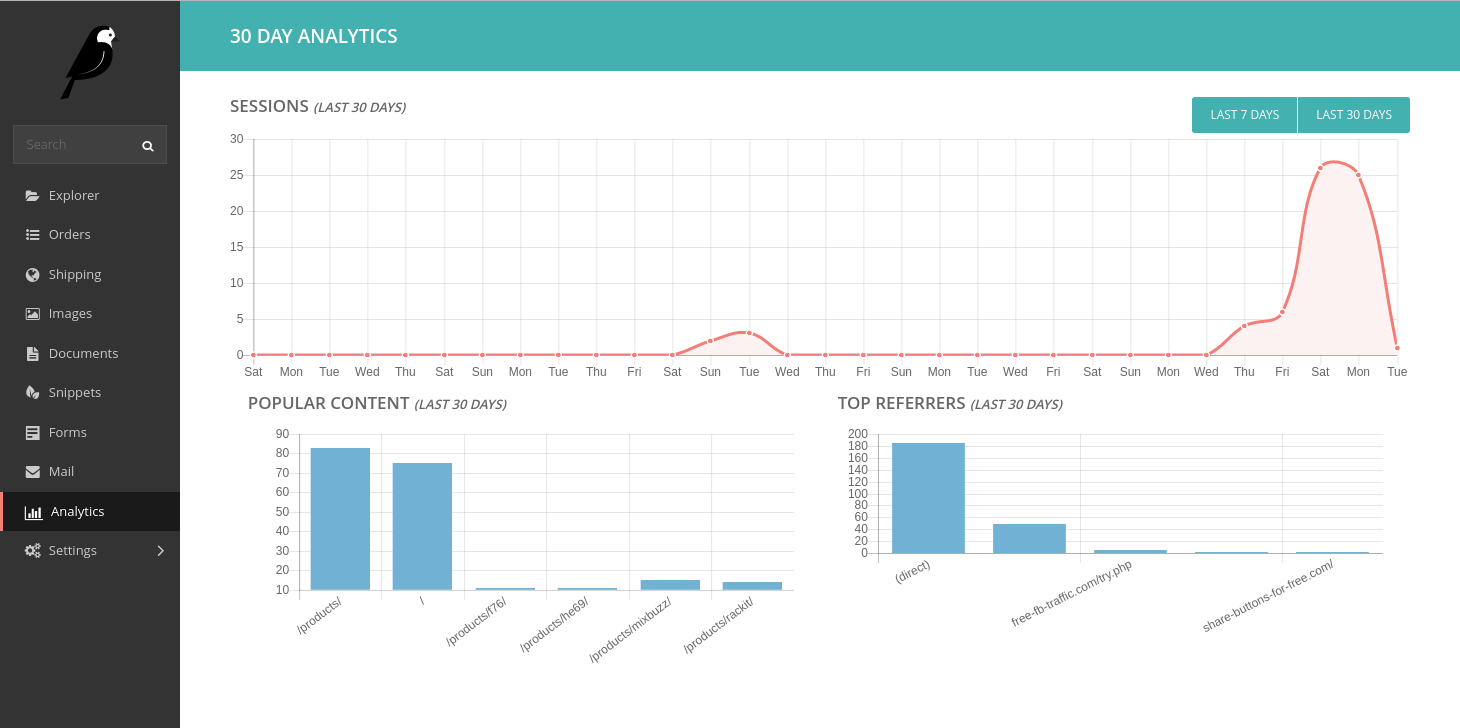 30 DAY ANALYTICS
Search
Explorer
Orders
Shipping
Images
Documents
Snippets
Forms
Mail
Analytics
Settings
SESSIONS (LAST 30 DAYS)
LAST 7 DAYS LAST 30 DAYS
30
25
20
15
10
5
0
Sat Mon Tue Wed Thu Sat Sun Mon Tue Thu Fri Sat Sun Tue Wed Thu Fri Sun Mon Tue Wed Fri Sat Sun Mon Wed Thu Fri Sat Mon Tue
POPULAR CONTENT (LAST 30 DAYS)
90
80
70
60
50
40
30
20
10
/products/
/
/products/f76/
/products/he69/
/products/mixbuzz/
/products/rackit/
TOP REFERRERS (LAST 30 DAYS)
200
180
160
140
120
100
80
60
40
20
0
(direct)
free-fb-traffic.com/try.php
share-buttons-for-free.com/